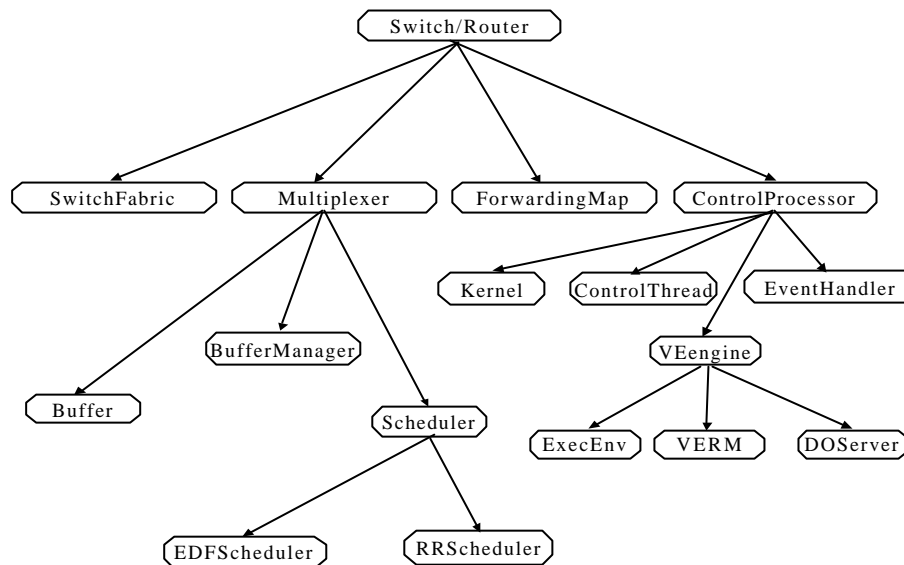 Switch/Router
SwitchFabric
Multiplexer
ForwardingMap
ControlProcessor
Kernel
ControlThread
EventHandler
BufferManager
VEengine
Buffer
Scheduler
ExecEnv
VERM
DOServer
EDFScheduler
RRScheduler